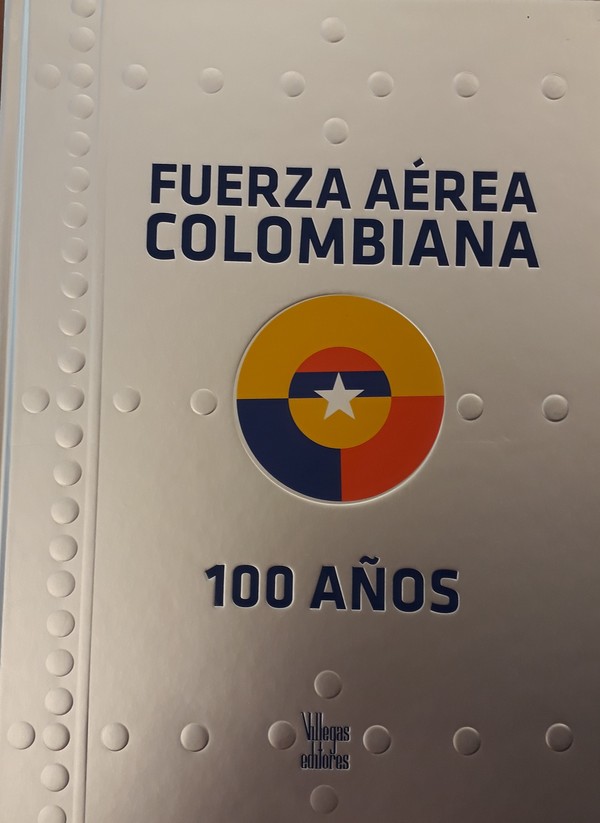 FUERZA AÉREA
COLOMBIANA
100 AÑOS
Villegas
editores